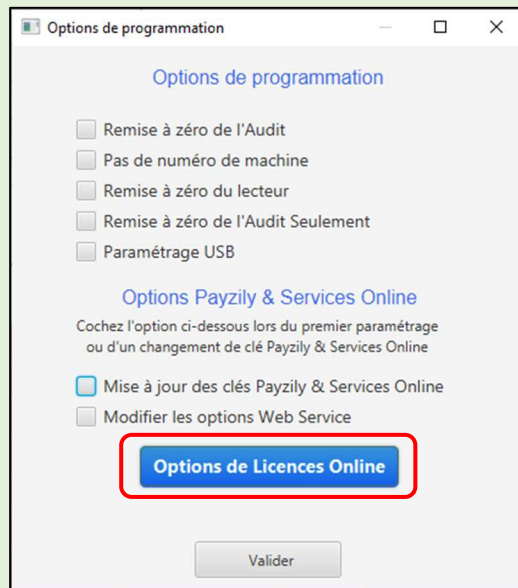 Options de programmation
Options de programmation
Remise à zéro de l'Audit
Pas de numéro de machine
Remise à zéro du lecteur
Remise à zéro de l'Audit Seulement
Paramétrage USB
Options Payzily & Services Online
Cochez l'option ci-dessous lors du premier paramétrage
ou d'un changement de clé Payzily & Services Online
Mise à jour des clés Payzily & Services Online
Modifier les options Web Service
Options de Licences Online
Valider